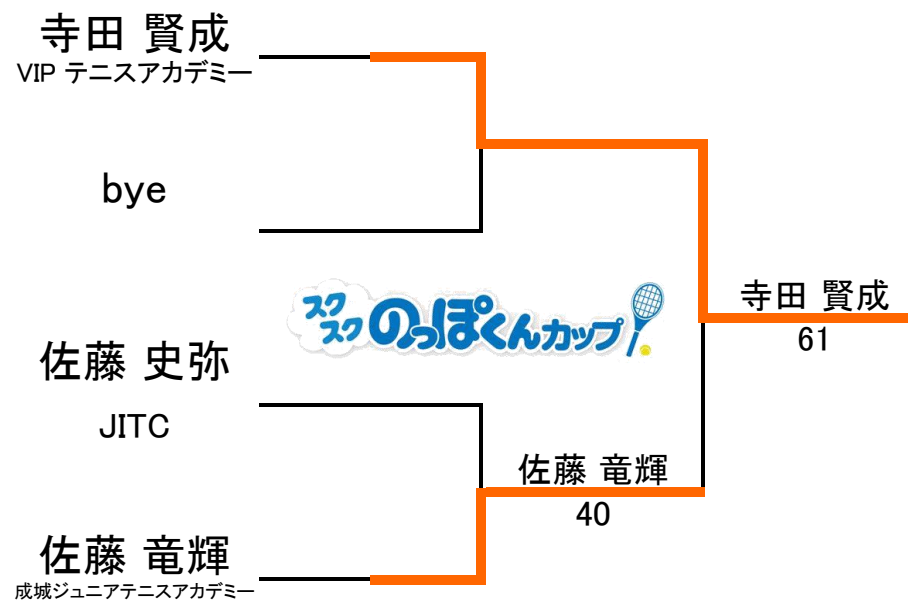 寺田 賢成
VIP テニスアカデミー
bye
スク
スク のっぽくんカップ
寺田 賢成
61
佐藤 史弥
JITC
佐藤 竜輝
40
佐藤 竜輝
成城ジュニアテニスアカデミー